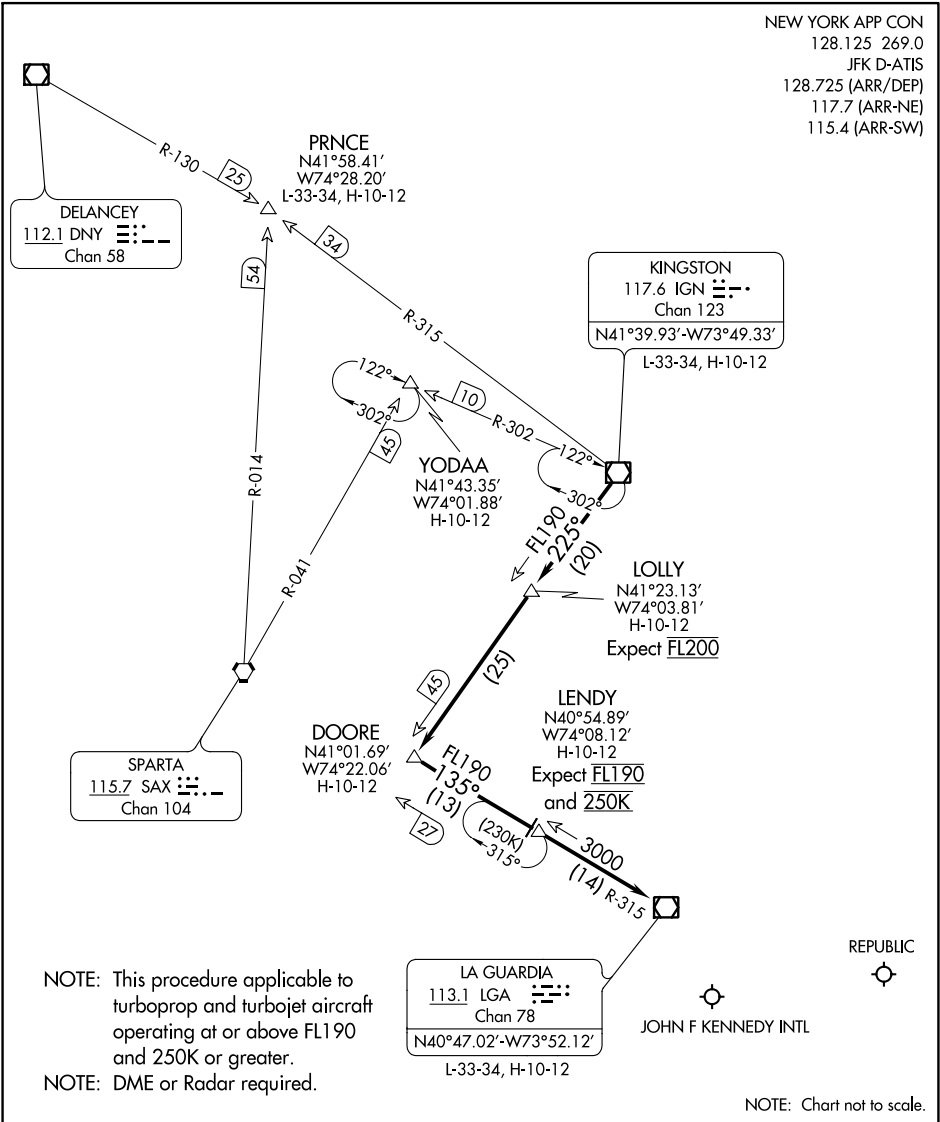 NEW YORK APP CON
128.125 269.0
JFK D-ATIS
128.725 (ARR/DEP)
117.7 (ARR-NE)
115.4 (ARR-SW)
PRNCE
N41°58.41'
W74°28.20'
L-33-34, H-10-12
R-130
25
DELANCEY
112.1 DNY
Chan 58
34
R-315
54
R-014
KINGSTON
117.6 IGN
Chan 123
N41°39.93'-W73°49.33'
L-33-34, H-10-12
122°
302°
10
R-302
122°
302°
45
R-041
YODAA
N41°43.35'
W74°01.88'
H-10-12
FL190
225°
(20)
LOLLY
N41°23.13'
W74°03.81'
H-10-12
Expect FL200
(25)
45
SPARTA
115.7 SAX
Chan 104
DOORE
N41°01.69'
W74°22.06'
H-10-12
LENDY
N40°54.89'
W74°08.12'
H-10-12
Expect FL190
and 250K
FL190
135°
(13)
27
(230K)
315°
3000
(14) R-315
LA GUARDIA
113.1 LGA
Chan 78
N40°47.02'-W73°52.12'
L-33-34, H-10-12
REPUBLIC
JOHN F KENNEDY INTL
NOTE: This procedure applicable to
turboprop and turbojet aircraft
operating at or above FL190
and 250K or greater.
NOTE: DME or Radar required.
NOTE: Chart not to scale.